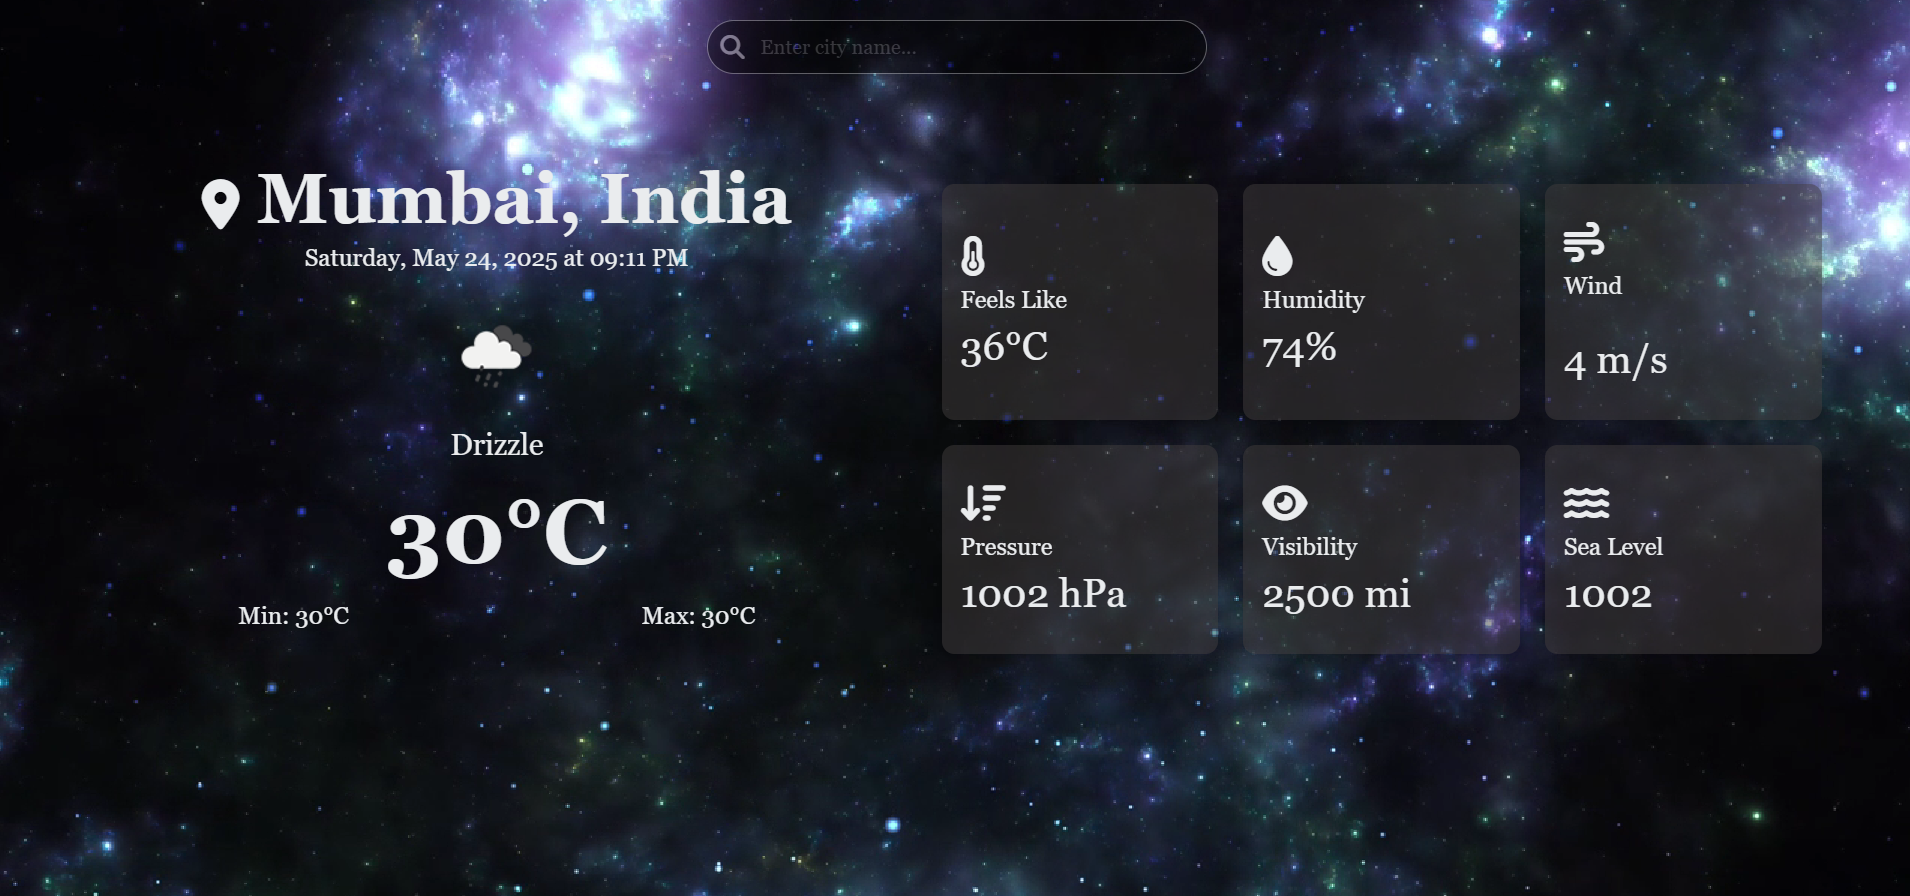 Enter city name...
Mumbai, India
Saturday, May 24, 2025 at 09:11 PM
Drizzle
30°C
Min: 30°C
Max: 30°C
Feels Like
36°C
Humidity
74%
Wind
4 m/s
Pressure
1002 hPa
Visibility
2500 mi
Sea Level
1002